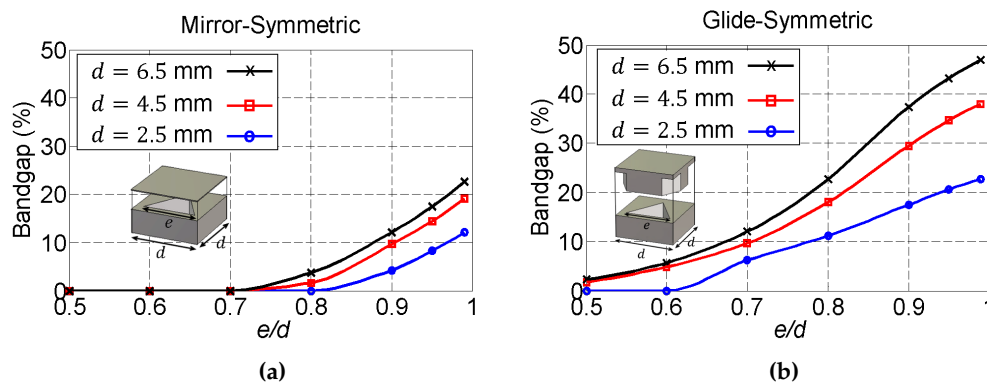 Mirror-Symmetric
Bandgap (%)
50
40
30
20
10
0
d = 6.5 mm
d = 4.5 mm
d = 2.5 mm
e
d
d
0.5 0.6 0.7 0.8 0.9 1
e/d
(a)
Glide-Symmetric
Bandgap (%)
50
40
30
20
10
0
d = 6.5 mm
d = 4.5 mm
d = 2.5 mm
e
d
d
0.5 0.6 0.7 0.8 0.9 1
e/d
(b)